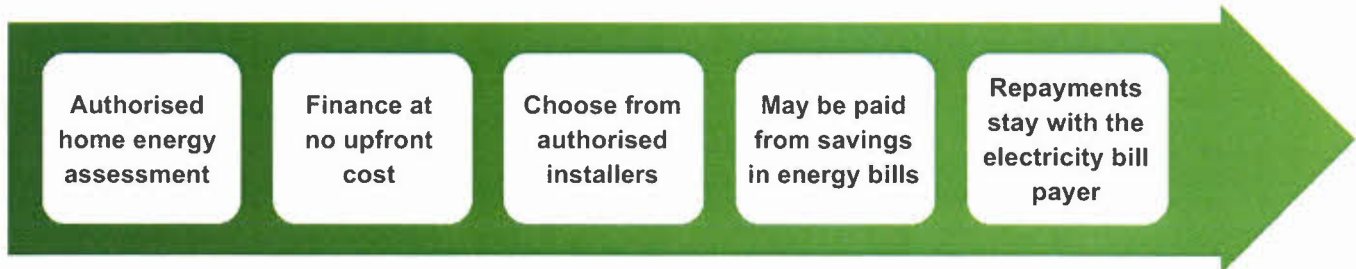 Authorised
home energy
assessment
Finance at
no upfront
cost
Choose from
authorised
installers
May be paid
from savings
in energy bills
Repayments
stay with the
electricity bill
payer